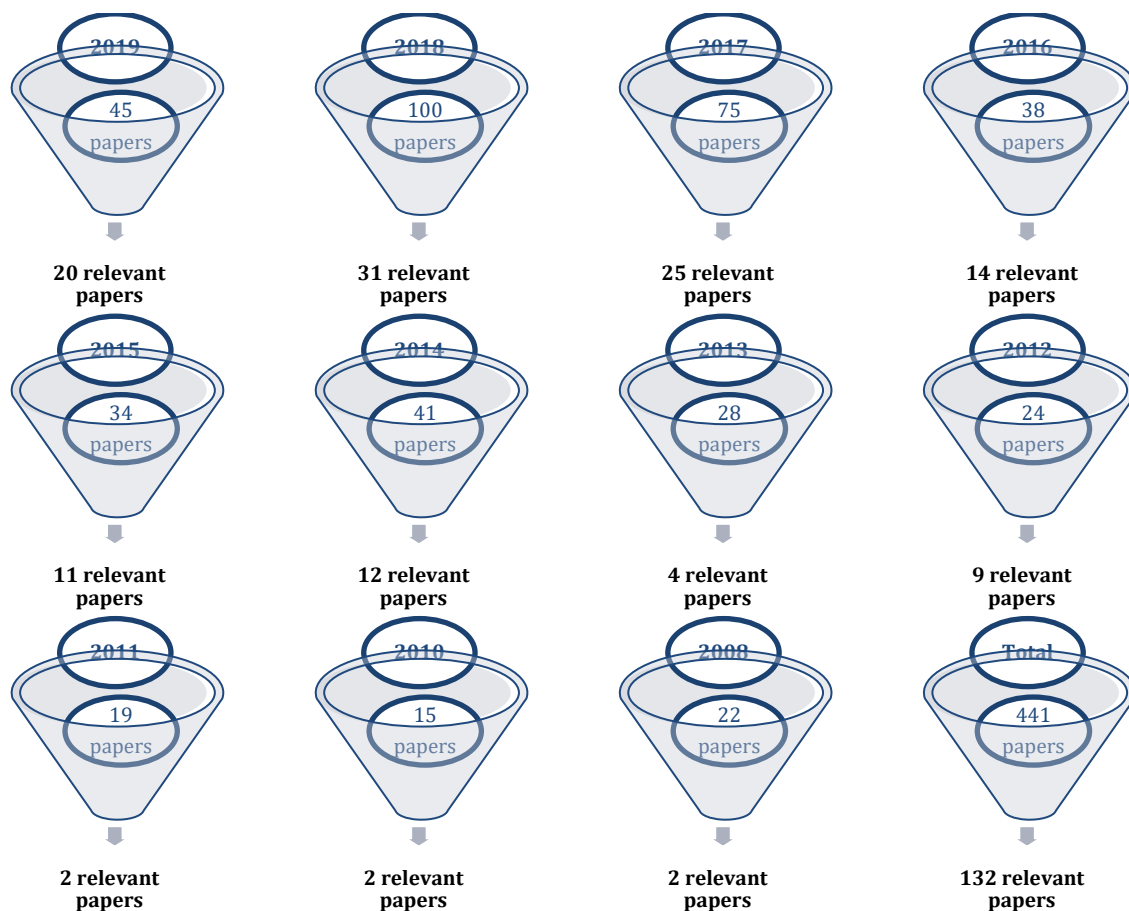 2019
45
papers
20 relevant
papers
2018
100
papers
31 relevant
papers
2017
75
papers
25 relevant
papers
2016
38
papers
14 relevant
papers
2015
34
papers
11 relevant
papers
2014
41
papers
12 relevant
papers
2013
28
papers
4 relevant
papers
2012
24
papers
9 relevant
papers
2011
19
papers
2 relevant
papers
2010
15
papers
2 relevant
papers
2008
22
papers
2 relevant
papers
Total
441
papers
132 relevant
papers